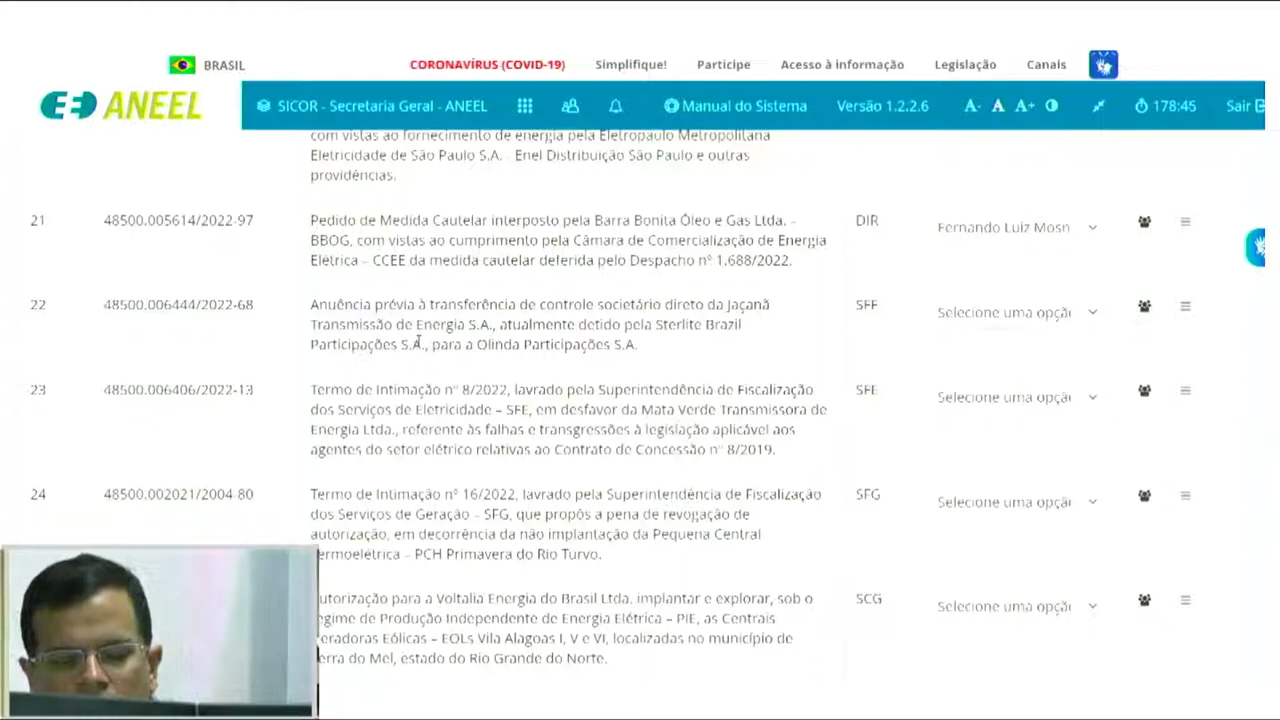 BRASIL CORONAVÍRUS (COVID-19) Simplifique! Participe Acesso à informação Legislação Canais
ANEEL SICOR - Secretaria Geral - ANEEL Manual do Sistema Versão 1.2.2.6 A- A A+ 178:45 Sair
com vistas ao fornecimento de energia pela Eletropaulo Metropolitana
Eletricidade de São Paulo S.A. Enel Distribuição São Paulo e outras
providências.
21 48500.005614/2022-97 Pedido de Medida Cautelar interposto pela Barra Bonita Óleo e Gas Ltda. – DIR Fernando Luiz Mosn
BBOG, com vistas ao cumprimento pela Câmara de Comercialização de Energia
Elétrica – CCEE da medida cautelar deferida pelo Despacho nº 1.688/2022.
22 48500.006444/2022-68 Anuência prévia à transferência de controle societário direto da Jaçanã SFF Selecione uma opçã
Transmissão de Energia S.A., atualmente detido pela Sterlite Brazil
Participações S.A., para a Olinda Participações S.A.
23 48500.006406/2022-13 Termo de Intimação nº 8/2022, lavrado pela Superintendência de Fiscalização SFE Selecione uma opçã
dos Serviços de Eletricidade – SFE, em desfavor da Mata Verde Transmissora de
Energia Ltda., referente às falhas e transgressões à legislação aplicável aos
agentes do setor elétrico relativas ao Contrato de Concessão nº 8/2019.
24 48500.002021/2004-80 Termo de Intimação nº 16/2022, lavrado pela Superintendência de Fiscalização SFG Selecione uma opçã
dos Serviços de Geração – SFG, que propôs a pena de revogação de
autorização, em decorrência da não implantação da Pequena Central
ermoelétrica – PCH Primavera do Rio Turvo.
utorização para a Voltalia Energia do Brasil Ltda. implantar e explorar, sob o SCG Selecione uma opçã
egime de Produção Independente de Energia Elétrica – PIE, as Centrais
eradoras Eólicas – EOLs Vila Alagoas I, V e VI, localizadas no município de
erra do Mel, estado do Rio Grande do Norte.